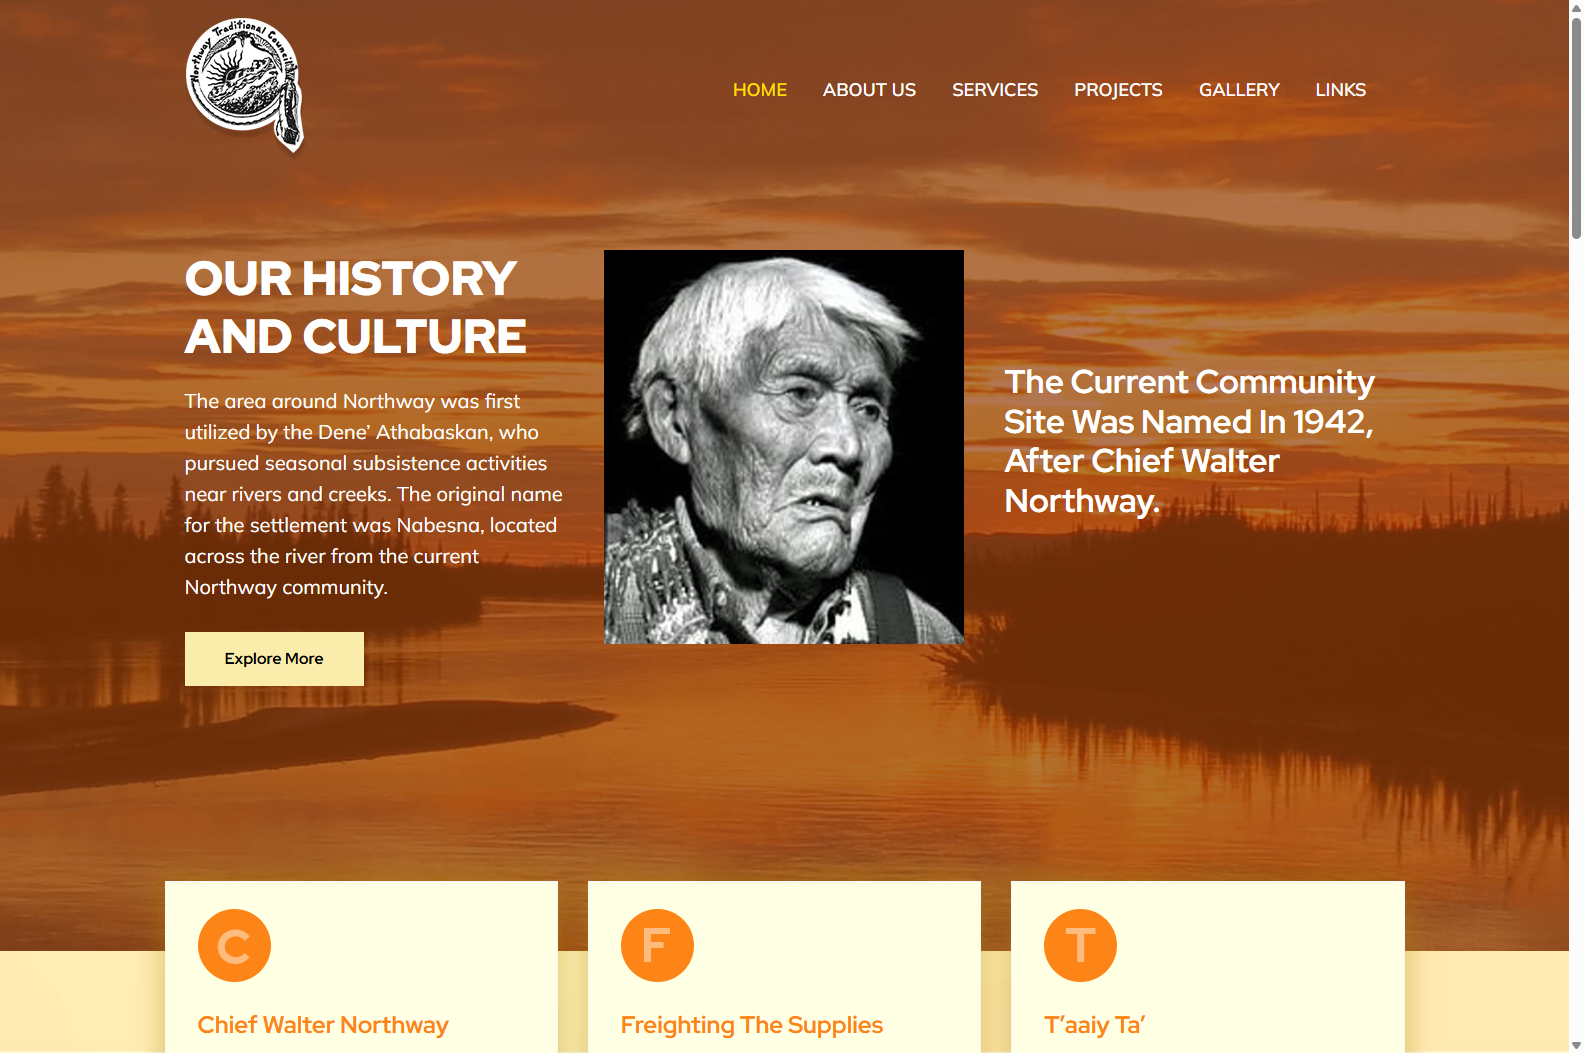 Northway Traditional Council
HOME ABOUT US SERVICES PROJECTS GALLERY LINKS
OUR HISTORY
AND CULTURE
The area around Northway was first
utilized by the Dene’ Athabaskan, who
pursued seasonal subsistence activities
near rivers and creeks. The original name
for the settlement was Nabesna, located
across the river from the current
Northway community.
Explore More
The Current Community
Site Was Named In 1942,
After Chief Walter
Northway.
C
Chief Walter Northway
F
Freighting The Supplies
T
T’aaiy Ta’